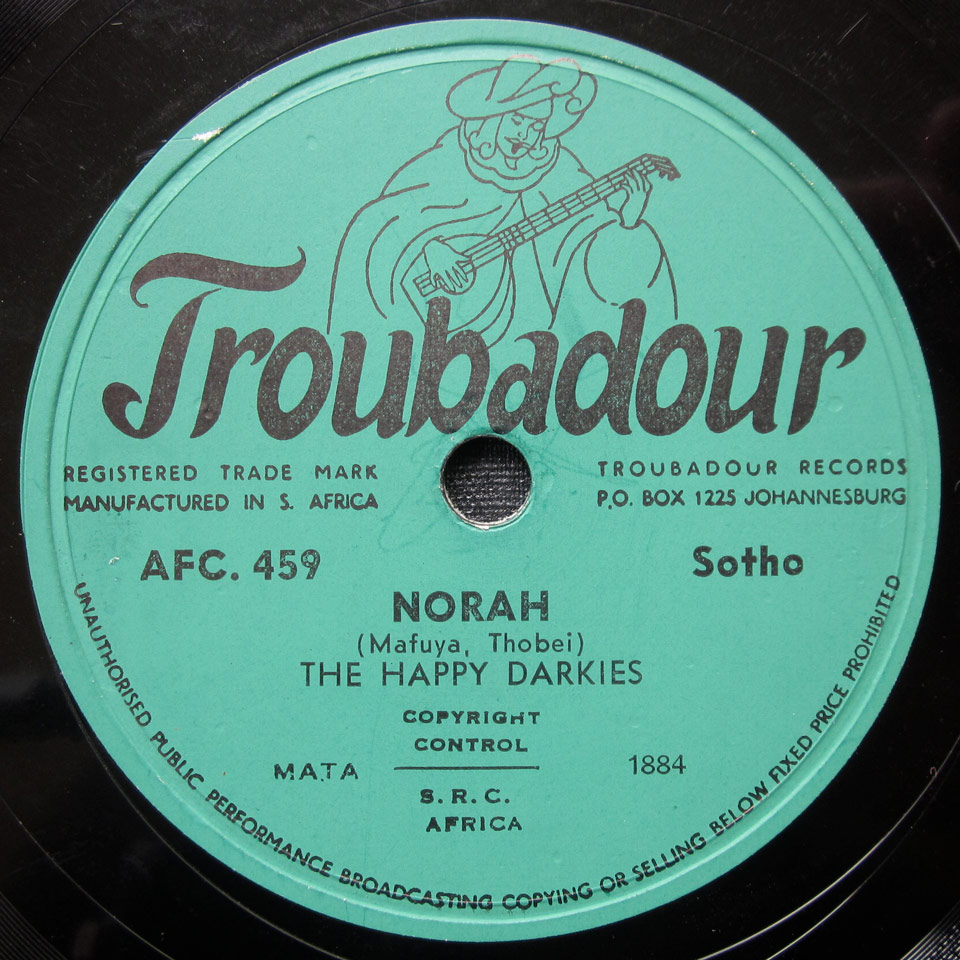 Troubadour
REGISTERED TRADE MARK
MANUFACTURED IN S. AFRICA
TROUBADOUR RECORDS
P.O. BOX 1225 JOHANNESBURG
AFC. 459
Sotho
NORAH
(Mafuya, Thobei)
THE HAPPY DARKIES
COPYRIGHT
CONTROL
MATA
1884
S. R. C.
AFRICA
UNAUTHORISED PUBLIC PERFORMANCE BROADCASTING COPYING OR SELLING BELOW FIXED PRICE PROHIBITED